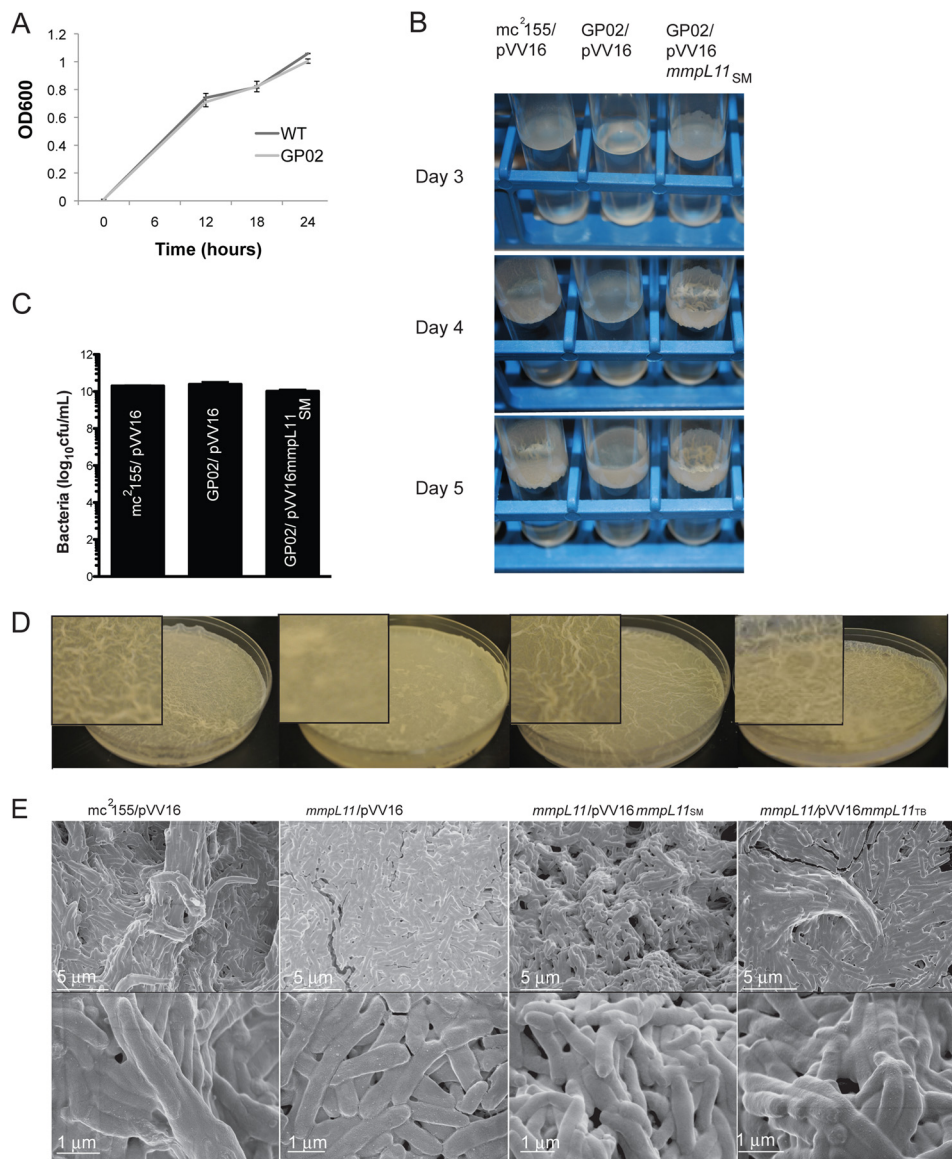 A
OD600
1.2
1
0.8
0.6
0.4
0.2
0
0
6
12
18
24
Time (hours)
WT
GP02
B
mc²155/
pVV16
GP02/
pVV16
GP02/
pVV16
mmpL11SM
Day 3
Day 4
Day 5
C
Bacteria (log₁₀cfu/mL)
12
10
8
6
4
2
0
mc²155/ pVV16
GP02/ pVV16
GP02/ pVV16mmpL11SM
D
E
mc²155/pVV16
mmpL11/pVV16
mmpL11/pVV16mmpL11SM
mmpL11/pVV16mmpL11TB
5 μm
5 μm
5 μm
5 μm
1 μm
1 μm
1 μm
1 μm